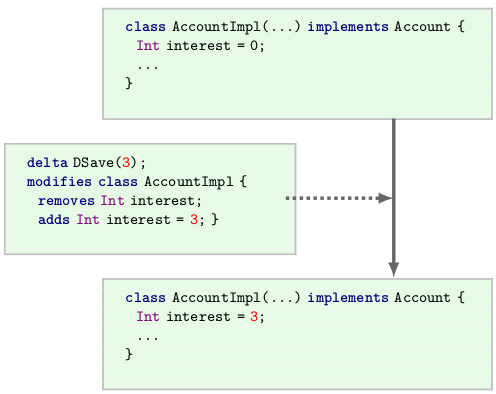 class AccountImpl(...) implements Account {
Int interest = 0;
...
}
delta DSave(3);
modifies class AccountImpl {
removes Int interest;
adds Int interest = 3; }
class AccountImpl(...) implements Account {
Int interest = 3;
...
}